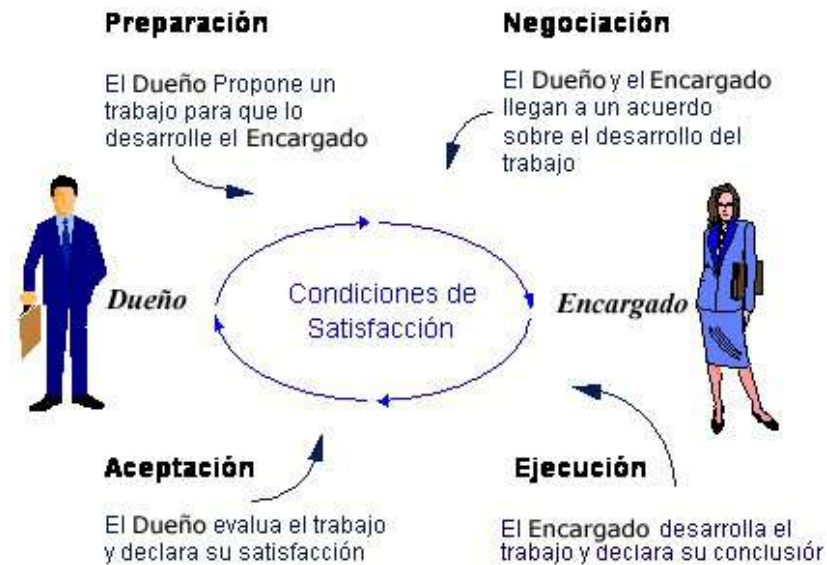 Preparación
El Dueño Propone un
trabajo para que lo
desarrolle el Encargado
Negociación
El Dueño y el Encargado
llegan a un acuerdo
sobre el desarrollo del
trabajo
Dueño
Condiciones de
Satisfacción
Encargado
Aceptación
El Dueño evalua el trabajo
y declara su satisfacción
Ejecución
El Encargado desarrolla el
trabajo y declara su conclusión